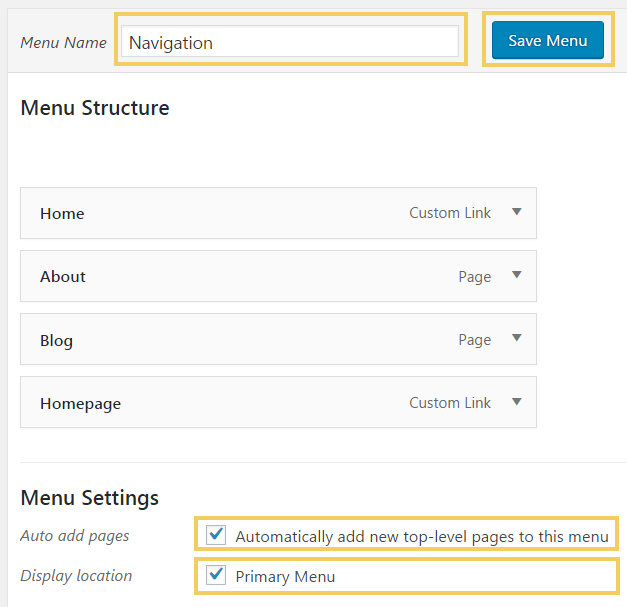 Menu Name Navigation Save Menu
Menu Structure
Home Custom Link
About Page
Blog Page
Homepage Custom Link
Menu Settings
Auto add pages Automatically add new top-level pages to this menu
Display location Primary Menu